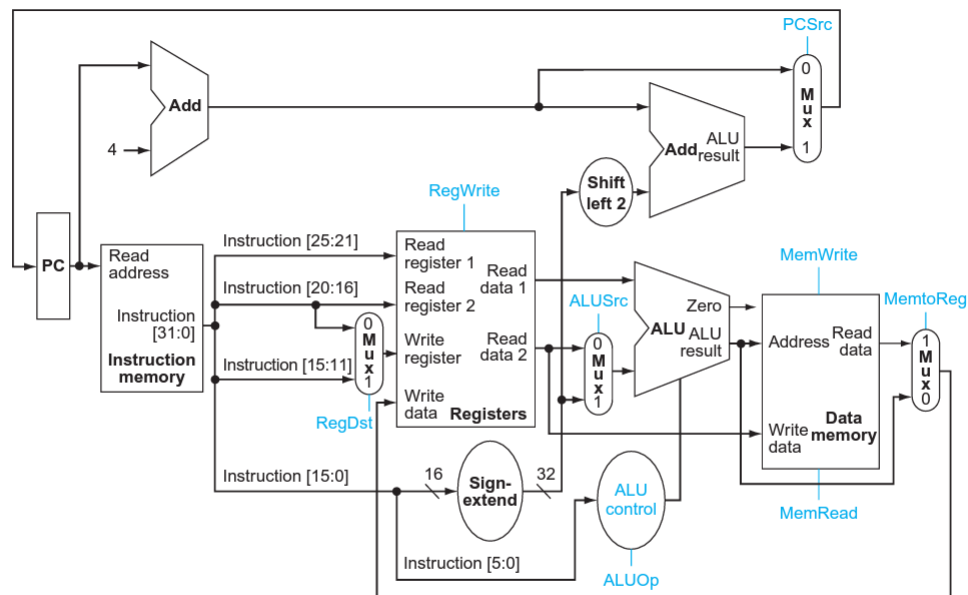 PCSrc
0
Mux
1
Add
4
Add
ALU
result
Shift
left 2
RegWrite
PC
Read
address
Instruction
[31:0]
Instruction
memory
Instruction [25:21]
Instruction [20:16]
Instruction [15:11]
Instruction [15:0]
Instruction [5:0]
0
Mux
1
RegDst
Read
register 1
Read
register 2
Write
register
Write
data
Read
data 1
Read
data 2
Registers
16
Sign-
extend
32
ALUSrc
0
Mux
1
Zero
ALU
ALU
result
ALU
control
ALUOp
MemWrite
Address
Read
data
Write
data
Data
memory
MemRead
MemtoReg
1
Mux
0